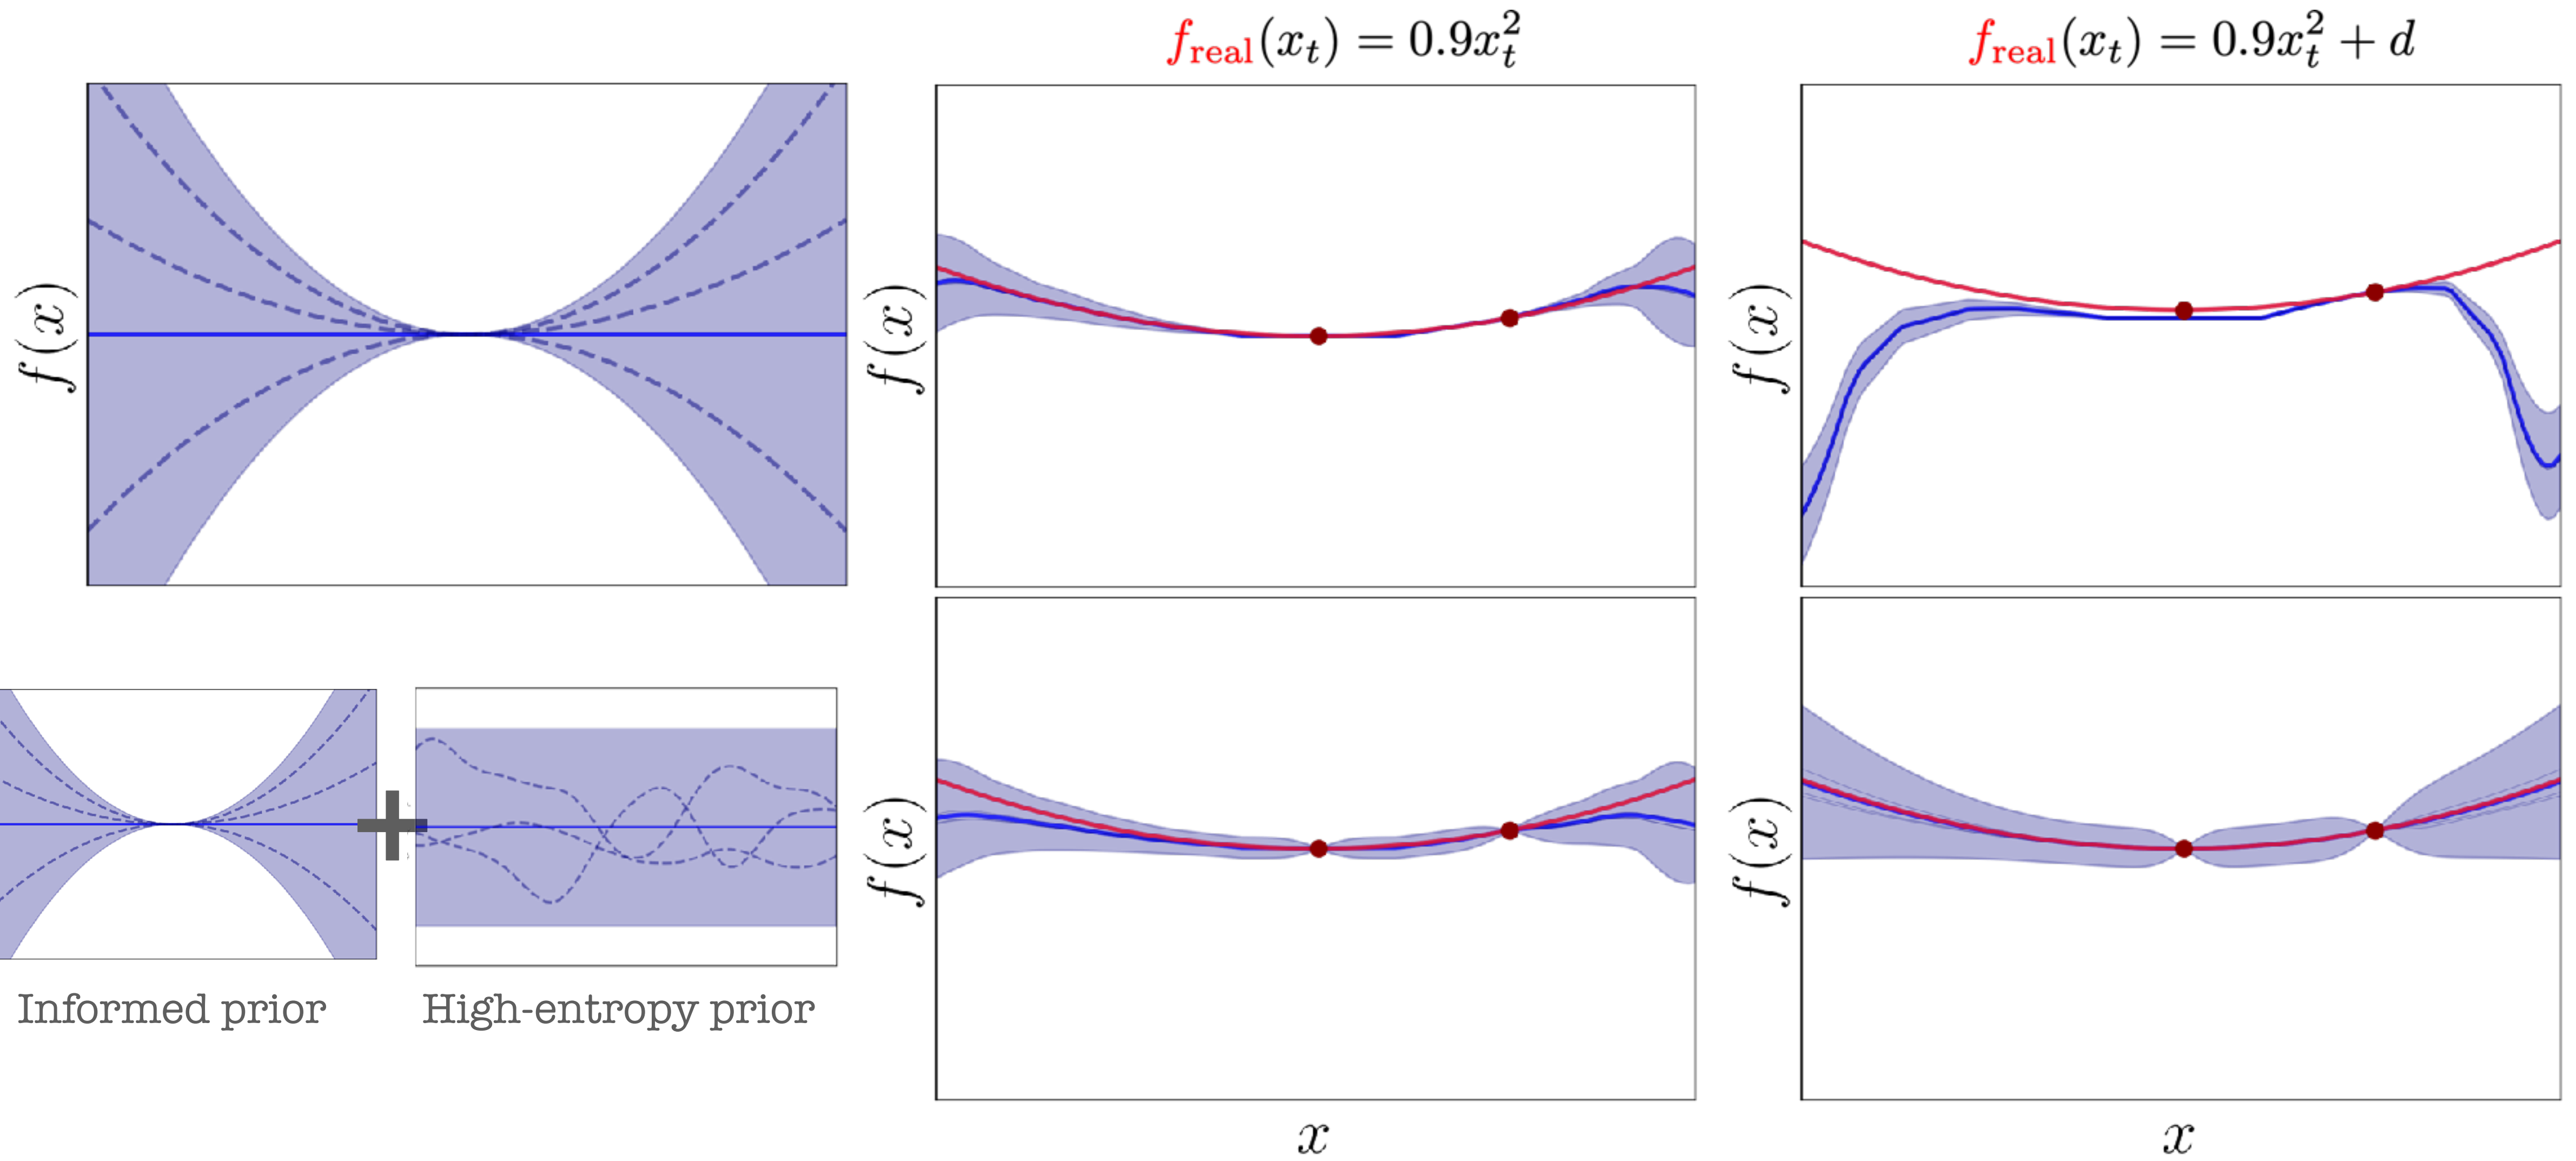 f_real(x_t) = 0.9x_t^2
f_real(x_t) = 0.9x_t^2 + d
f(x)
f(x)
f(x)
f(x)
f(x)
+
Informed prior
High-entropy prior
x
x